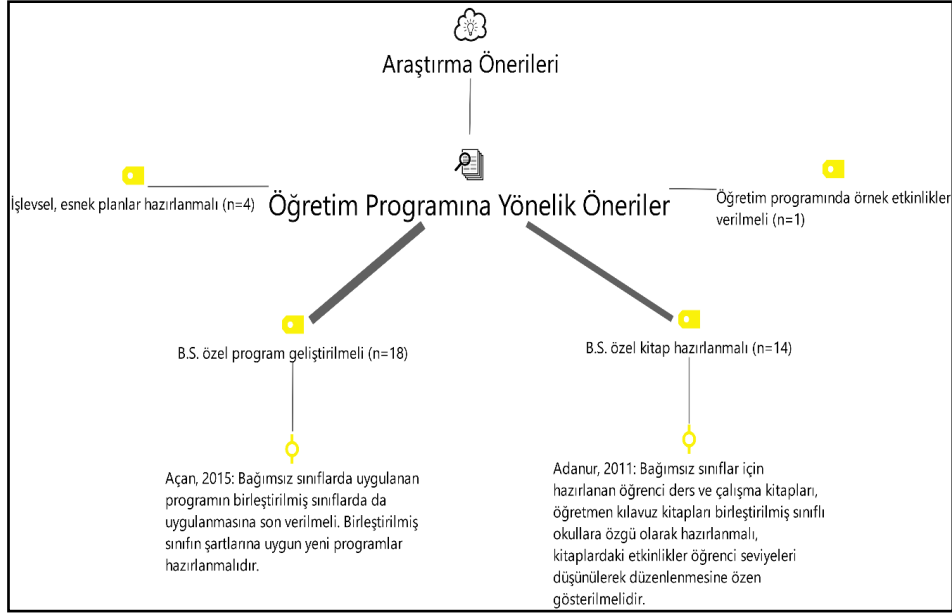 Araştırma Önerileri
Öğretim Programına Yönelik Öneriler
İşlevsel, esnek planlar hazırlanmalı (n=4)
Öğretim programında örnek etkinlikler
verilmeli (n=1)
B.S. özel program geliştirilmeli (n=18)
B.S. özel kitap hazırlanmalı (n=14)
Açan, 2015: Bağımsız sınıflarda uygulanan
programın birleştirilmiş sınıflarda da
uygulanmasına son verilmeli. Birleştirilmiş
sınıfın şartlarına uygun yeni programlar
hazırlanmalıdır.
Adanur, 2011: Bağımsız sınıflar için
hazırlanan öğrenci ders ve çalışma kitapları,
öğretmen kılavuz kitapları birleştirilmiş sınıflı
okullara özgü olarak hazırlanmalı,
kitaplardaki etkinlikler öğrenci seviyeleri
düşünülerek düzenlenmesine özen
gösterilmelidir.